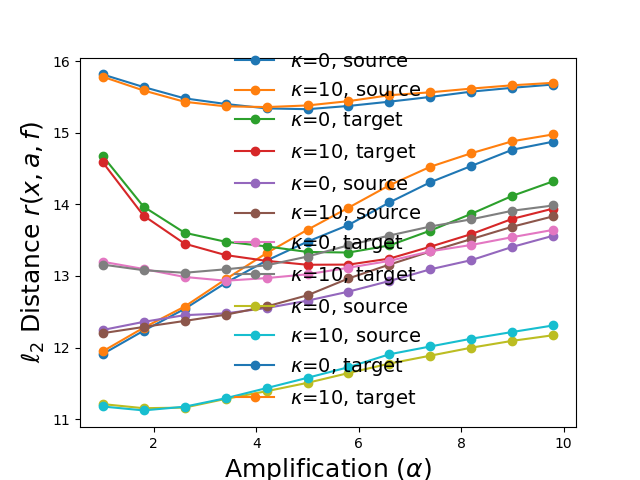 16
15
14
13
12
11
ℓ₂ Distance r(x, a, f)
κ=0, source
κ=10, source
κ=0, target
κ=10, target
κ=0, source
κ=10, source
κ=0, target
κ=10, target
κ=0, source
κ=10, source
κ=0, target
κ=10, target
2 4 6 8 10
Amplification (α)